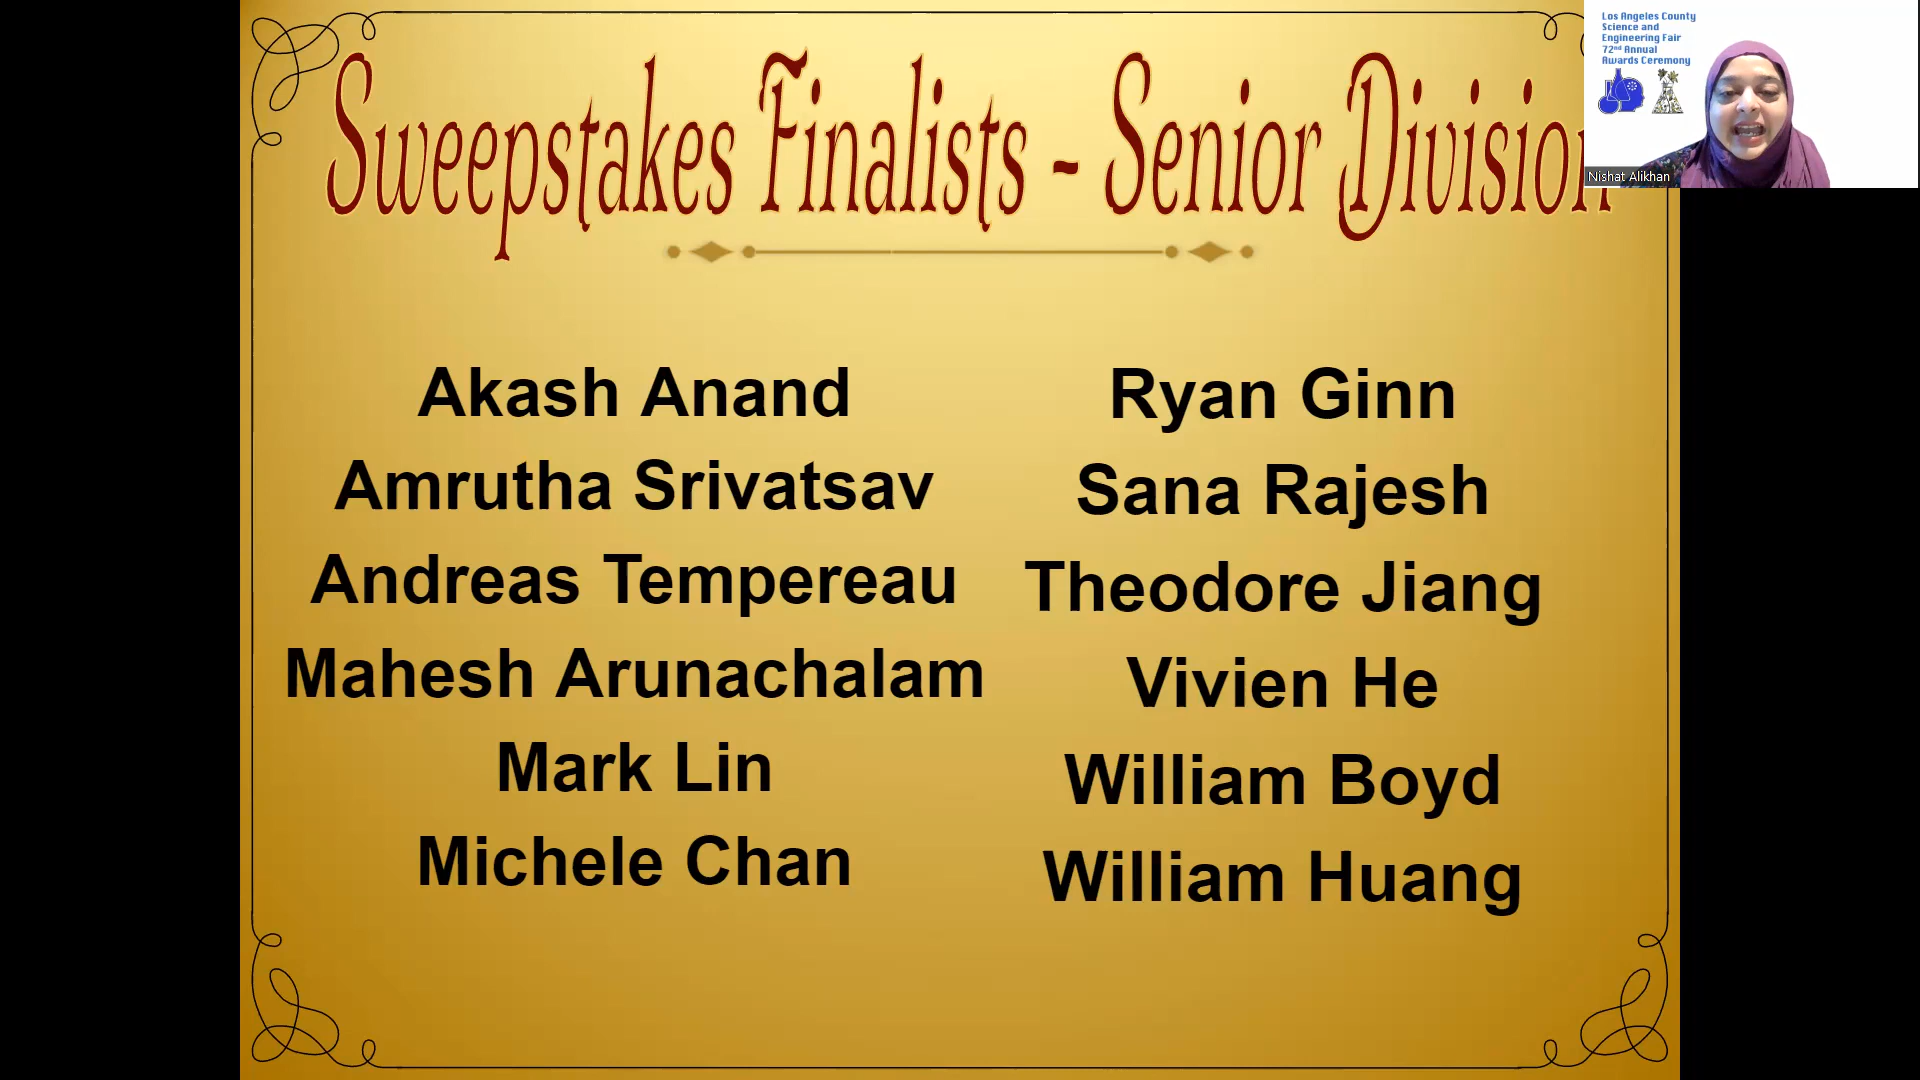 Sweepstakes Finalists - Senior Division
Akash Anand
Amrutha Srivatsav
Andreas Tempereau
Mahesh Arunachalam
Mark Lin
Michele Chan
Ryan Ginn
Sana Rajesh
Theodore Jiang
Vivien He
William Boyd
William Huang
Los Angeles County
Science and
Engineering Fair
72nd Annual
Awards Ceremony
Nishat Alikhan